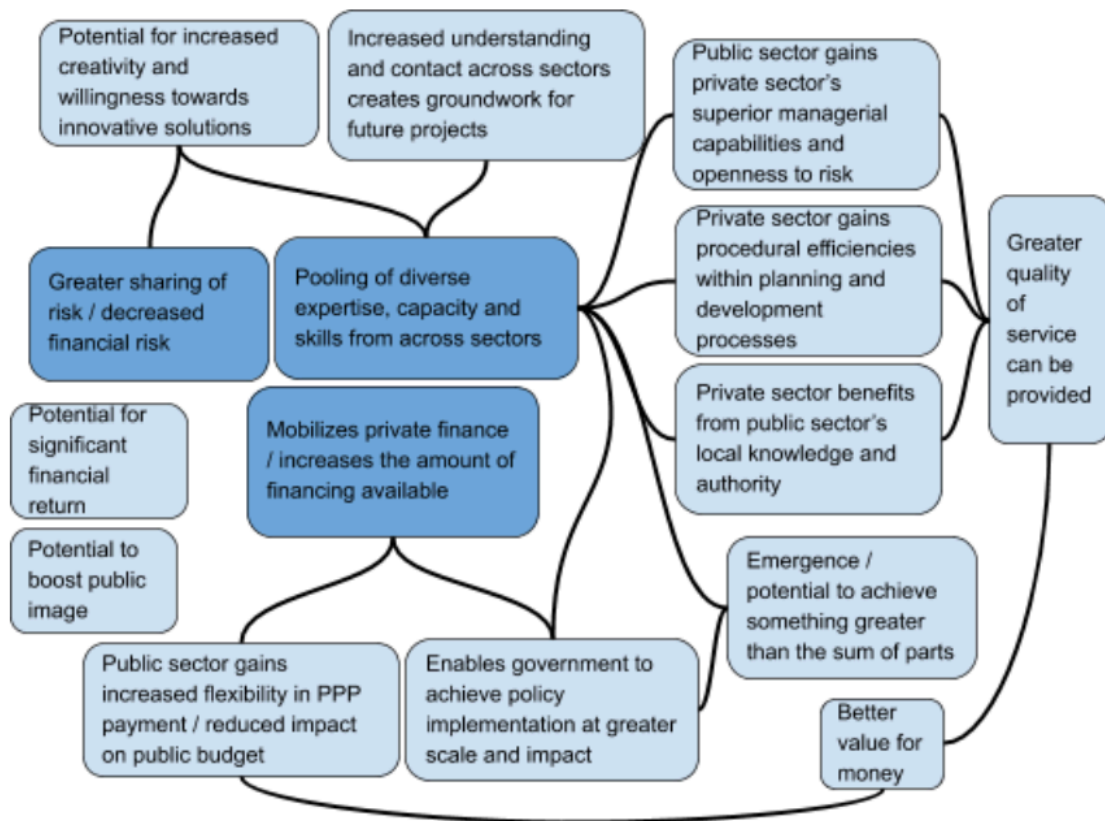 Potential for increased
creativity and
willingness towards
innovative solutions
Increased understanding
and contact across sectors
creates groundwork for
future projects
Public sector gains
private sector's
superior managerial
capabilities and
openness to risk
Greater sharing of
risk / decreased
financial risk
Pooling of diverse
expertise, capacity and
skills from across sectors
Private sector gains
procedural efficiencies
within planning and
development
processes
Greater
quality
of
service
can be
provided
Potential for
significant
financial
return
Mobilizes private finance
/ increases the amount of
financing available
Private sector benefits
from public sector's
local knowledge and
authority
Potential to
boost public
image
Emergence /
potential to achieve
something greater
than the sum of parts
Public sector gains
increased flexibility in PPP
payment / reduced impact
on public budget
Enables government to
achieve policy
implementation at greater
scale and impact
Better
value for
money